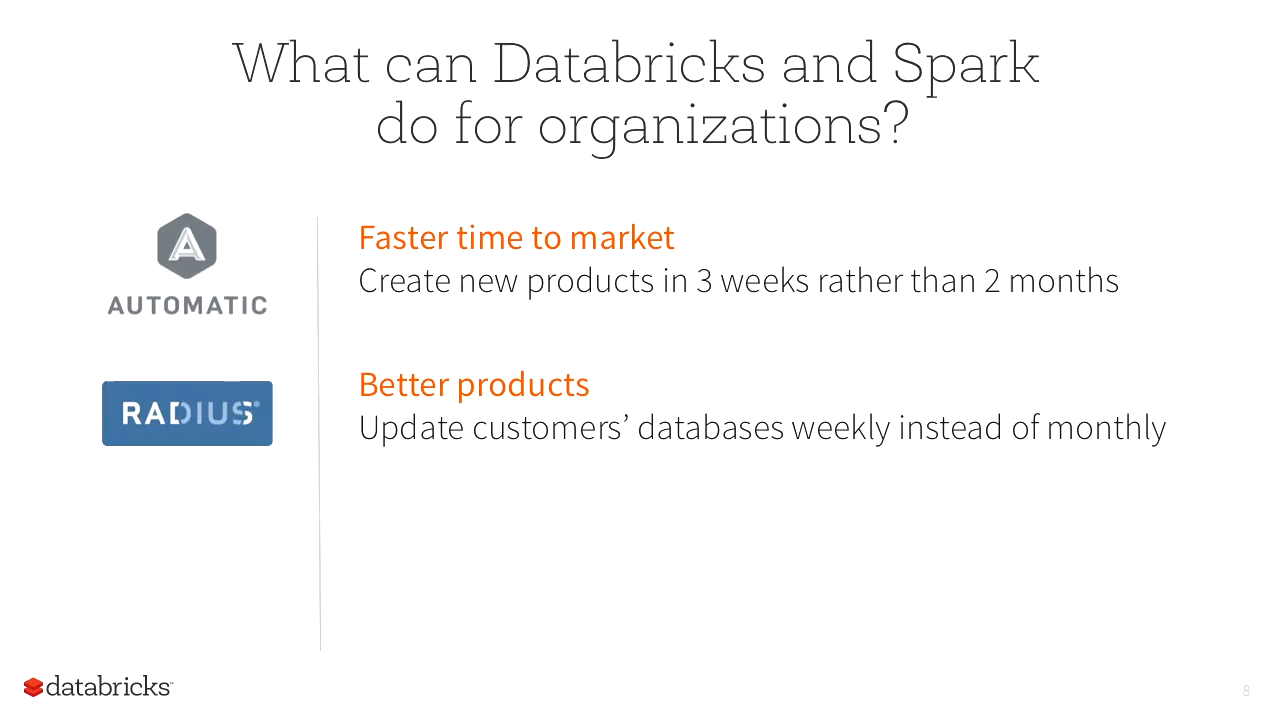 What can Databricks and Spark
do for organizations?
A
AUTOMATIC
Faster time to market
Create new products in 3 weeks rather than 2 months
RADIUS®
Better products
Update customers’ databases weekly instead of monthly
databricks™
8